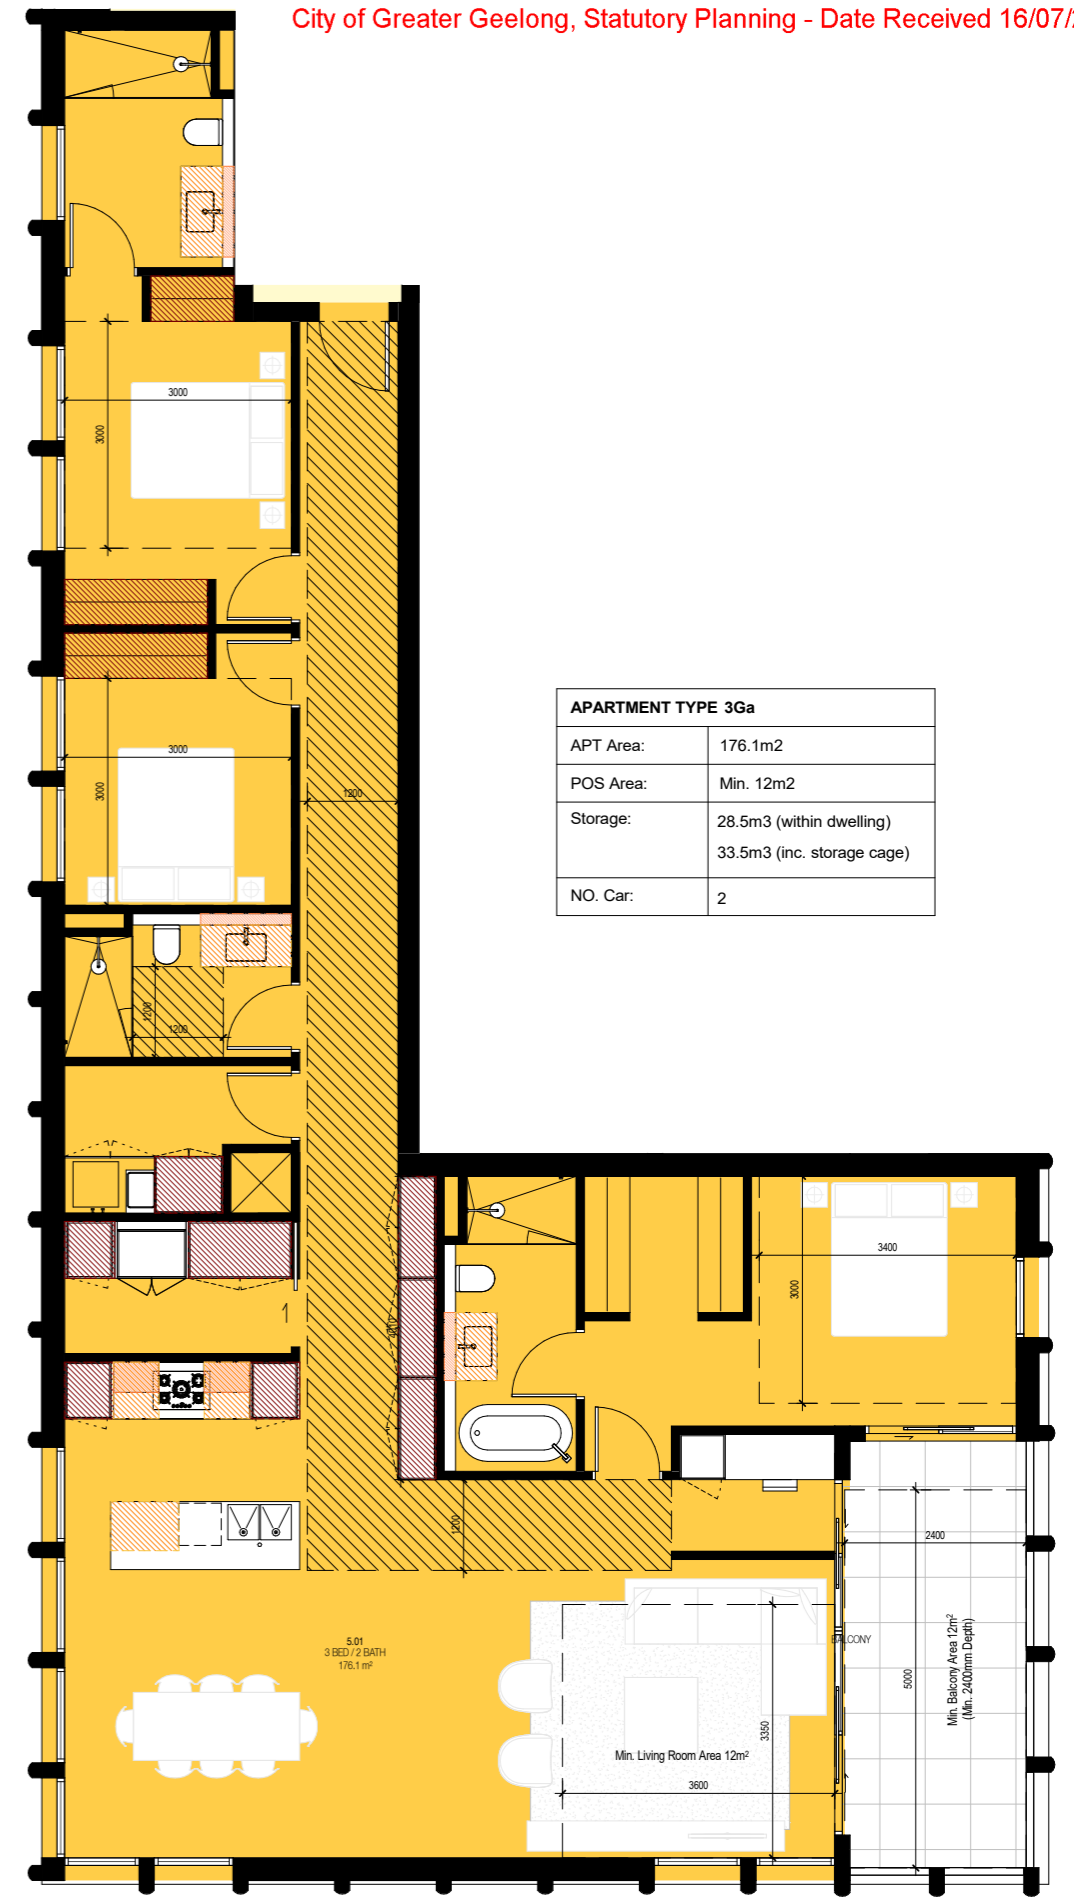 City of Greater Geelong, Statutory Planning - Date Received 16/07/
3000
3000
APARTMENT TYPE 3Ga
APT Area: 176.1m2
POS Area: Min. 12m2
Storage: 28.5m3 (within dwelling)
33.5m3 (inc. storage cage)
NO. Car: 2
3000
3000
1200
1200
1200
3400
3000
1200
2400
5.01
3 BED / 2 BATH
176.1 m²
BALCONY
Min. Balcony Area 12m²
(Min. 2400mm Depth)
5000
3350
Min. Living Room Area 12m²
3600